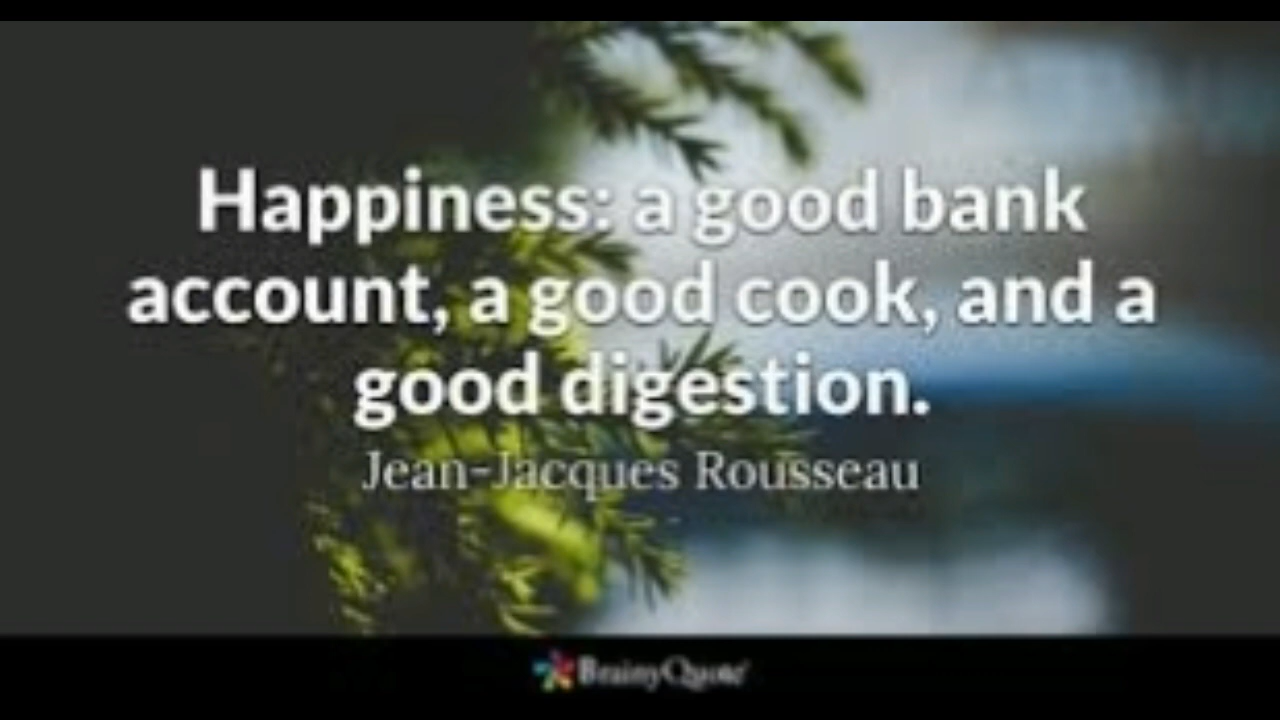 Happiness: a good bank
account, a good cook, and a
good digestion.
Jean-Jacques Rousseau
BrainyQuote